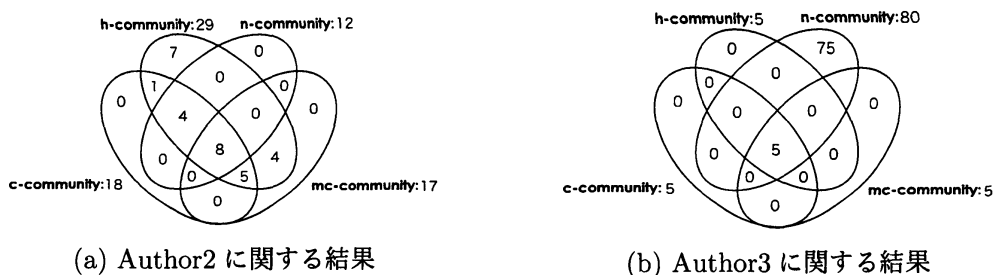 h-community:29 n-community:12
7 0
0
1 0
0 4 0 0
8
0 4
0 5
0
c-community:18 mc-community:17
(a) Author2 に関する結果
h-community:5 n-community:80
0 75
0
0 0
0 0 0 0
5
0 0
0 0
0
c-community:5 mc-community:5
(b) Author3 に関する結果